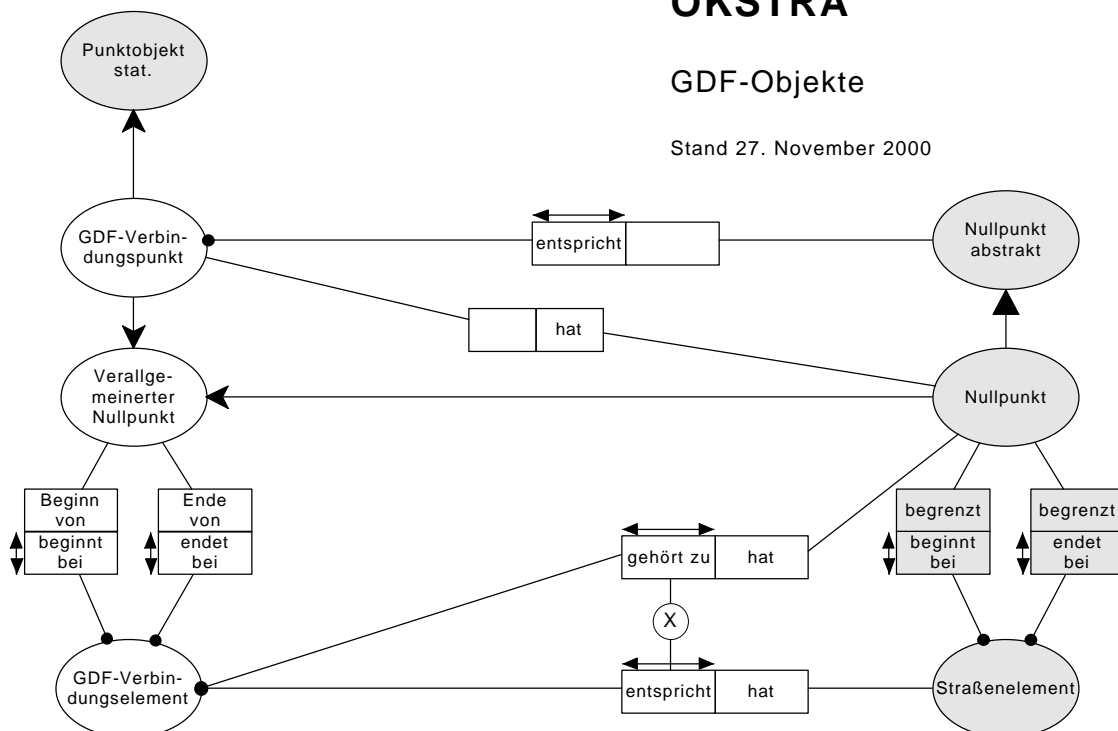 OKSTRA
GDF-Objekte
Stand 27. November 2000
Punktobjekt
stat.
GDF-Verbin-
dungspunkt
entspricht
Nullpunkt
abstrakt
hat
Verallge-
meinerter
Nullpunkt
Nullpunkt
Beginn
von
beginnt
bei
Ende
von
endet
bei
gehört zu
hat
begrenzt
beginnt
bei
begrenzt
endet
bei
X
GDF-Verbin-
dungselement
entspricht
hat
Straßenelement